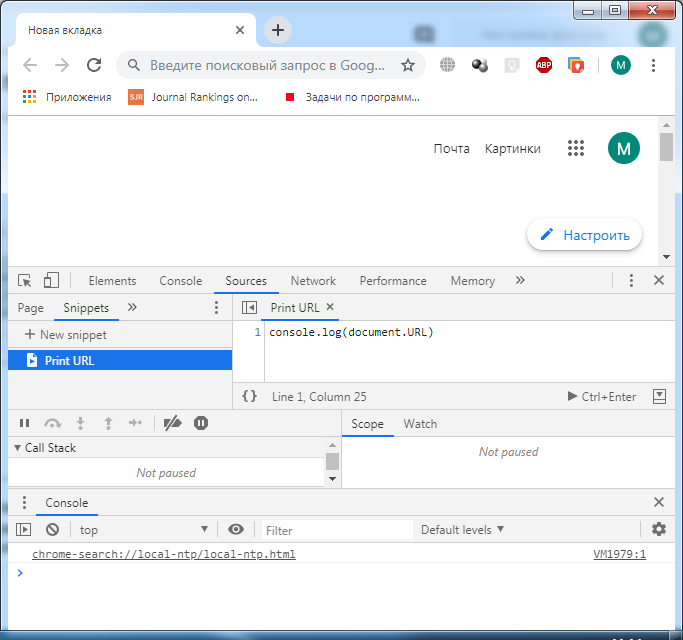 Новая вкладка
Введите поисковый запрос в Goog...
ABP
M
Приложения SJR Journal Rankings on... Задачи по программ...
Почта Картинки M
Настроить
Elements Console Sources Network Performance Memory
Page Snippets Print URL
New snippet
1 console.log(document.URL)
Print URL
{} Line 1, Column 25 Ctrl+Enter
Scope Watch
Call Stack
Not paused
Not paused
Console
top Filter Default levels
chrome-search://local-ntp/local-ntp.html VM1979:1